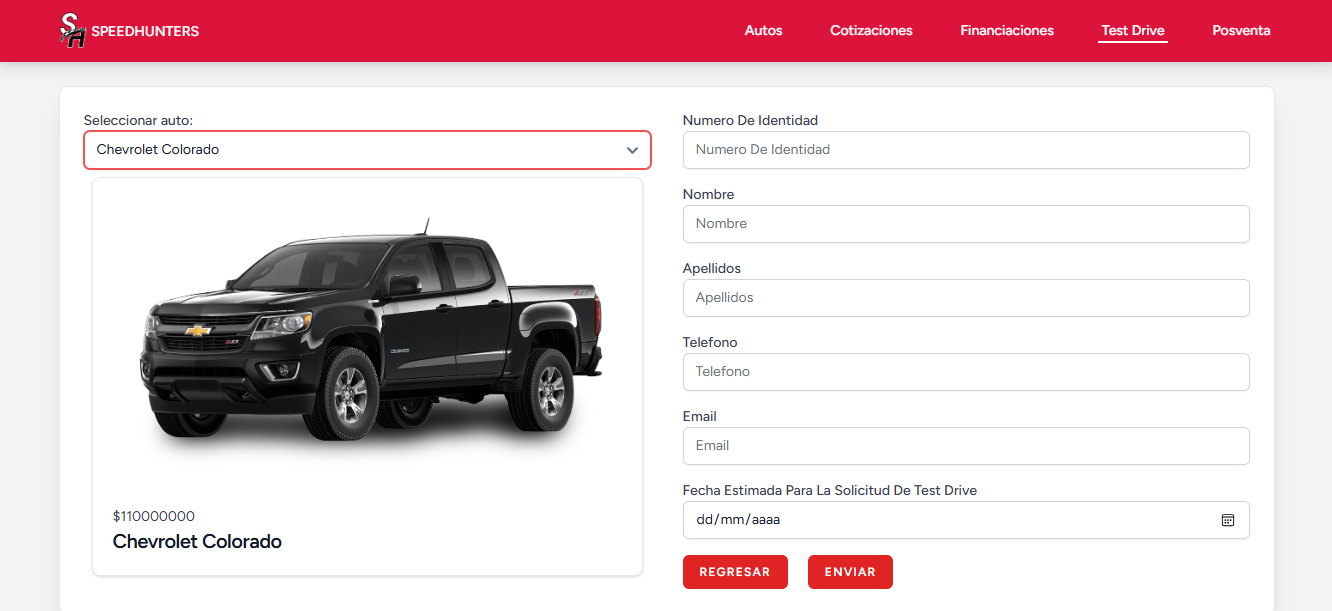 SH SPEEDHUNTERS
Autos
Cotizaciones
Financiaciones
Test Drive
Posventa
Seleccionar auto:
Chevrolet Colorado
$110000000
Chevrolet Colorado
Numero De Identidad
Numero De Identidad
Nombre
Nombre
Apellidos
Apellidos
Telefono
Telefono
Email
Email
Fecha Estimada Para La Solicitud De Test Drive
dd/mm/aaaa
REGRESAR
ENVIAR